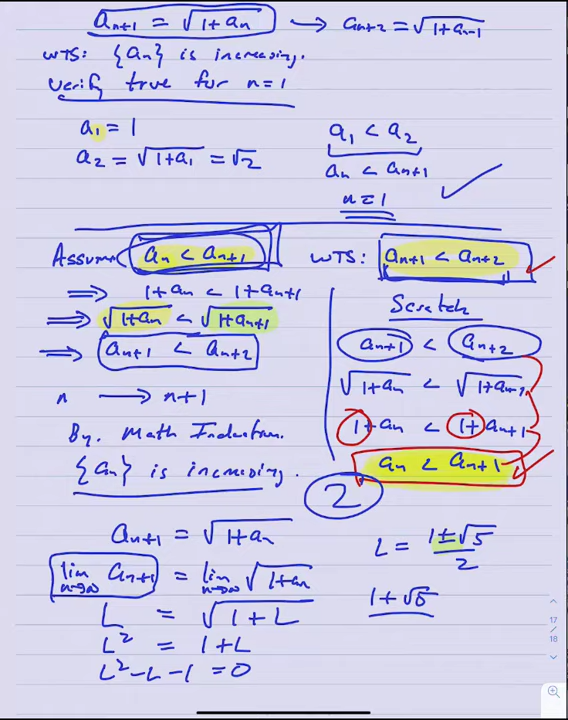 aₙ₊₁ = √(1+aₙ) → aₙ₊₂ = √(1+aₙ₊₁)
WTS: {aₙ} is increasing.
Verify true for n=1
a₁ = 1
a₂ = √(1+a₁) = √2
a₁ < a₂
aₙ < aₙ₊₁
n=1 ✓
Assume aₙ < aₙ₊₁
⇒ 1+aₙ < 1+aₙ₊₁
⇒ √(1+aₙ) < √(1+aₙ₊₁)
⇒ aₙ₊₁ < aₙ₊₂
n → n+1
By. Math Induction.
{aₙ} is increasing.
WTS: aₙ₊₁ < aₙ₊₂ ✓
Scratch
aₙ₊₁ < aₙ₊₂
√(1+aₙ) < √(1+aₙ₊₁)
1+aₙ < 1+aₙ₊₁
aₙ < aₙ₊₁ ✓
2
aₙ₊₁ = √(1+aₙ)
lim n→∞ aₙ₊₁ = lim n→∞ √(1+aₙ)
L = √(1+L)
L² = 1+L
L²-L-1 = 0
L = (1±√5)/2
1+√5
17
/
18